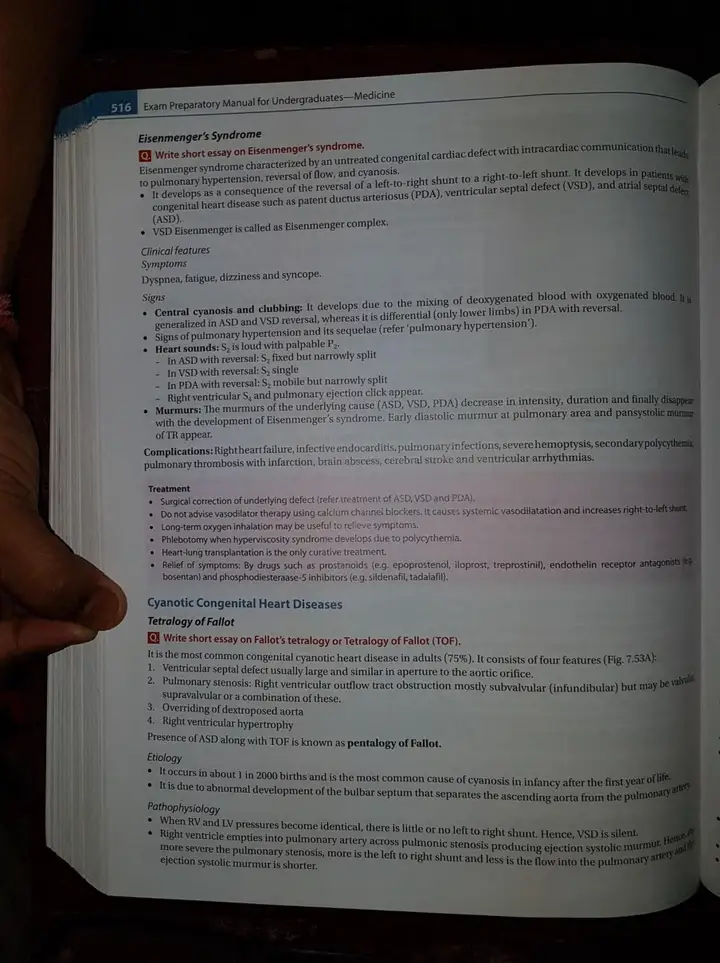 516 Exam Preparatory Manual for Undergraduates—Medicine
Eisenmenger's Syndrome
Q. Write short essay on Eisenmenger's syndrome.
Eisenmenger syndrome characterized by an untreated congenital cardiac defect with intracardiac communication that leads
to pulmonary hypertension, reversal of flow, and cyanosis.
• It develops as a consequence of the reversal of a left-to-right shunt to a right-to-left shunt. It develops in patients with
congenital heart disease such as patent ductus arteriosus (PDA), ventricular septal defect (VSD), and atrial septal defect
(ASD).
• VSD Eisenmenger is called as Eisenmenger complex.
Clinical features
Symptoms
Dyspnea, fatigue, dizziness and syncope.
Signs
• Central cyanosis and clubbing: It develops due to the mixing of deoxygenated blood with oxygenated blood. It is
generalized in ASD and VSD reversal, whereas it is differential (only lower limbs) in PDA with reversal.
• Signs of pulmonary hypertension and its sequelae (refer 'pulmonary hypertension').
• Heart sounds: S2 is loud with palpable P2.
- In ASD with reversal: S2 fixed but narrowly split
- In VSD with reversal: S2 single
- In PDA with reversal: S2 mobile but narrowly split
- Right ventricular S4 and pulmonary ejection click appear.
• Murmurs: The murmurs of the underlying cause (ASD, VSD, PDA) decrease in intensity, duration and finally disappear
with the development of Eisenmenger's syndrome. Early diastolic murmur at pulmonary area and pansystolic murmur
of TR appear.
Complications: Right heart failure, infective endocarditis, pulmonary infections, severe hemoptysis, secondary polycythemia,
pulmonary thrombosis with infarction, brain abscess, cerebral stroke and ventricular arrhythmias.
Treatment
• Surgical correction of underlying defect (refer treatment of ASD, VSD and PDA).
• Do not advise vasodilator therapy using calcium channel blockers. It causes systemic vasodilatation and increases right-to-left shunt.
• Long-term oxygen inhalation may be useful to relieve symptoms.
• Phlebotomy when hyperviscosity syndrome develops due to polycythemia.
• Heart-lung transplantation is the only curative treatment.
• Relief of symptoms: By drugs such as prostanoids (e.g. epoprostenol, iloprost, treprostinil), endothelin receptor antagonists (e.g.
bosentan) and phosphodiesteraase-5 inhibitors (e.g. sildenafil, tadalafil).
Cyanotic Congenital Heart Diseases
Tetralogy of Fallot
Q. Write short essay on Fallot's tetralogy or Tetralogy of Fallot (TOF).
It is the most common congenital cyanotic heart disease in adults (75%). It consists of four features (Fig. 7.53A):
1. Ventricular septal defect usually large and similar in aperture to the aortic orifice.
2. Pulmonary stenosis: Right ventricular outflow tract obstruction mostly subvalvular (infundibular) but may be valvular,
supravalvular or a combination of these.
3. Overriding of dextroposed aorta
4. Right ventricular hypertrophy
Presence of ASD along with TOF is known as pentalogy of Fallot.
Etiology
• It occurs in about 1 in 2000 births and is the most common cause of cyanosis in infancy after the first year of life.
• It is due to abnormal development of the bulbar septum that separates the ascending aorta from the pulmonary artery.
Pathophysiology
• When RV and LV pressures become identical, there is little or no left to right shunt. Hence, VSD is silent.
• Right ventricle empties into pulmonary artery across pulmonic stenosis producing ejection systolic murmur. Hence,
more severe the pulmonary stenosis, more is the left to right shunt and less is the flow into the pulmonary artery and
ejection systolic murmur is shorter.